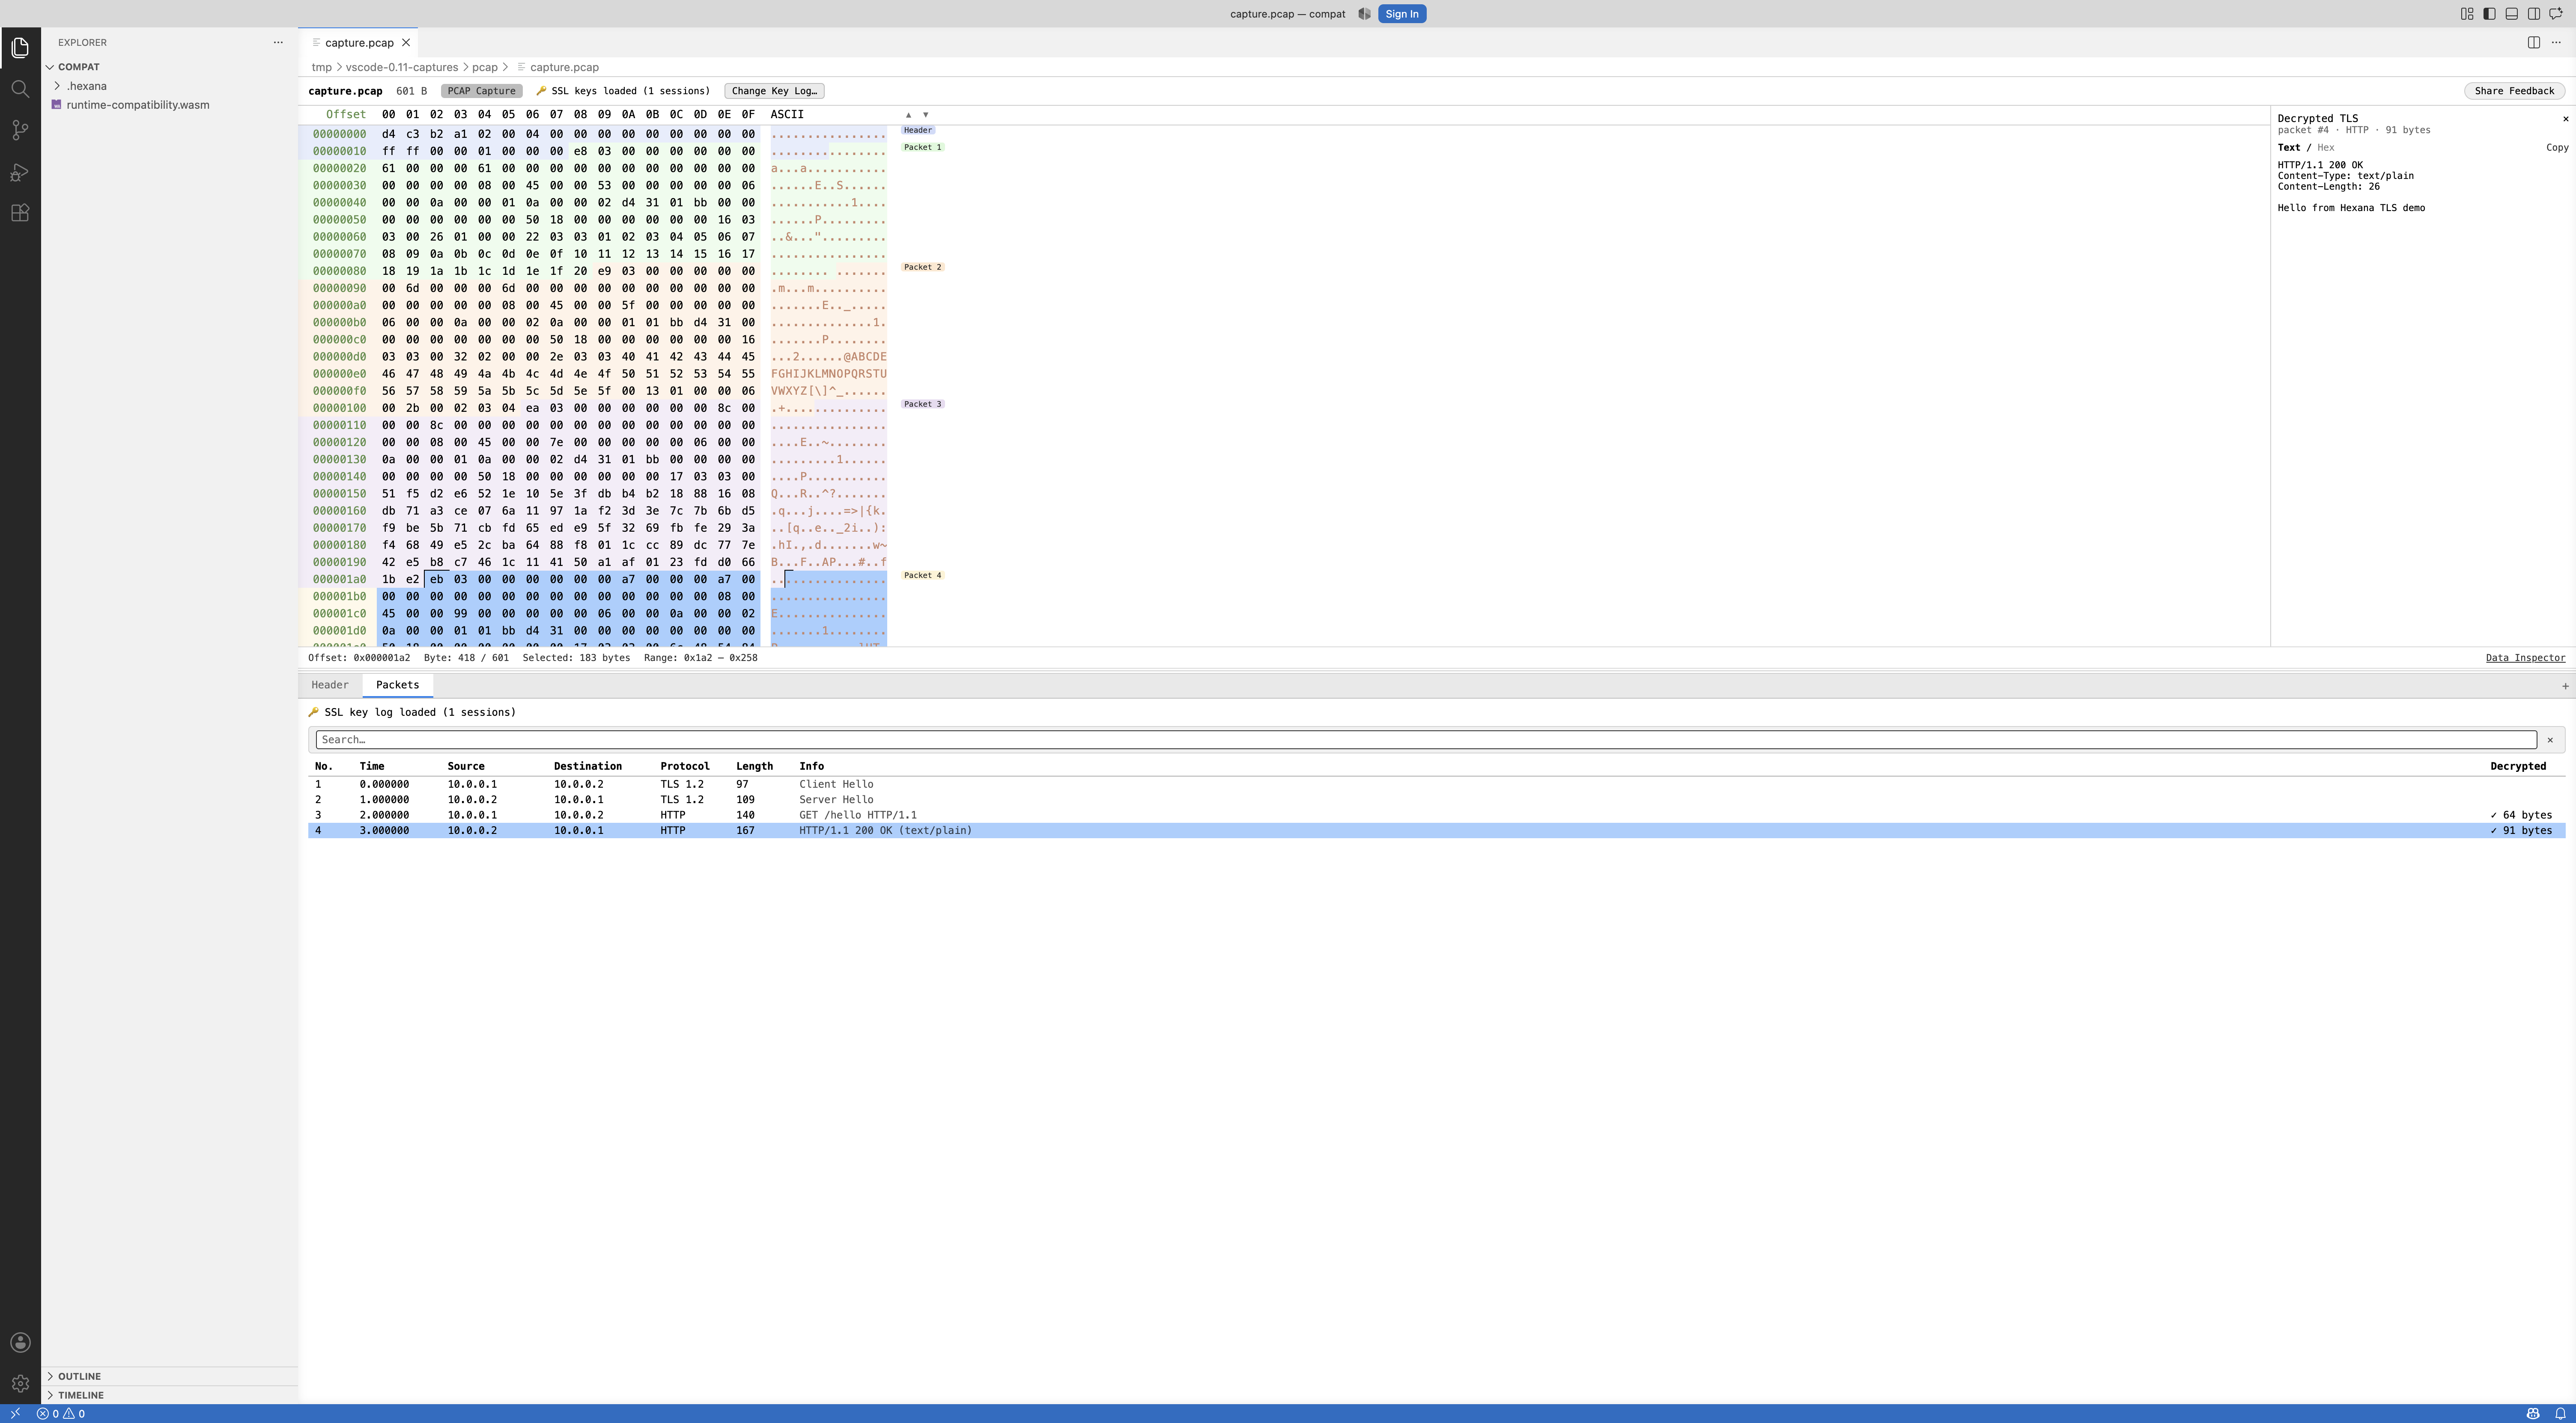 capture.pcap — compat
Sign In
EXPLORER
COMPAT
.hexana
runtime-compatibility.wasm
OUTLINE
TIMELINE
capture.pcap
tmp > vscode-0.11-captures > pcap > capture.pcap
capture.pcap 601 B PCAP Capture SSL keys loaded (1 sessions) Change Key Log… Share Feedback
Offset 00 01 02 03 04 05 06 07 08 09 0A 0B 0C 0D 0E 0F ASCII ▲ ▼
00000000 d4 c3 b2 a1 02 00 04 00 00 00 00 00 00 00 00 00 ................ Header
00000010 ff ff 00 00 01 00 00 00 e8 03 00 00 00 00 00 00 ................ Packet 1
00000020 61 00 00 00 61 00 00 00 00 00 00 00 00 00 00 00 a...a...........
00000030 00 00 00 00 08 00 45 00 00 53 00 00 00 00 00 06 ......E..S......
00000040 00 00 0a 00 00 01 0a 00 00 02 d4 31 01 bb 00 00 ...........1....
00000050 00 00 00 00 00 00 50 18 00 00 00 00 00 00 16 03 ......P.........
00000060 03 00 26 01 00 00 22 03 03 01 02 03 04 05 06 07 ..&...".........
00000070 08 09 0a 0b 0c 0d 0e 0f 10 11 12 13 14 15 16 17 ................
00000080 18 19 1a 1b 1c 1d 1e 1f 20 e9 03 00 00 00 00 00 ........ ....... Packet 2
00000090 00 6d 00 00 00 6d 00 00 00 00 00 00 00 00 00 00 .m...m..........
000000a0 00 00 00 00 00 00 08 00 45 00 00 5f 00 00 00 00 00 .......E.._.....
000000b0 06 00 00 0a 00 00 02 0a 00 00 01 01 bb d4 31 00 ..............1.
000000c0 00 00 00 00 00 00 00 50 18 00 00 00 00 00 00 16 .......P........
000000d0 03 03 00 32 02 00 00 2e 03 03 40 41 42 43 44 45 ...2......@ABCDE
000000e0 46 47 48 49 4a 4b 4c 4d 4e 4f 50 51 52 53 54 55 FGHIJKLMNOPQRSTU
000000f0 56 57 58 59 5a 5b 5c 5d 5e 5f 00 13 01 00 00 06 VWXYZ[\]^_......
00000100 00 2b 00 02 03 04 ea 03 00 00 00 00 00 00 8c 00 .+.............. Packet 3
00000110 00 00 8c 00 00 00 00 00 00 00 00 00 00 00 00 00 ................
00000120 00 00 08 00 45 00 00 7e 00 00 00 00 00 06 00 00 ....E..~........
00000130 0a 00 00 01 0a 00 00 02 d4 31 01 bb 00 00 00 00 .........1......
00000140 00 00 00 00 50 18 00 00 00 00 00 00 17 03 03 00 ....P...........
00000150 51 f5 d2 e6 52 1e 10 5e 3f db b4 b2 18 88 16 08 Q...R..^?.......
00000160 db 71 a3 ce 07 6a 11 97 1a f2 3d 3e 7c 7b 6b d5 .q...j....=>|{k.
00000170 f9 be 5b 71 cb fd 65 ed e9 5f 32 69 fb fe 29 3a ..[q..e.._2i..):
00000180 f4 68 49 e5 2c ba 64 88 f8 01 1c cc 89 dc 77 7e .hI.,.d.......w~
00000190 42 e5 b8 c7 46 1c 11 41 50 a1 af 01 23 fd d0 66 B...F..AP...#..f
000001a0 1b e2 eb 03 00 00 00 00 00 00 a7 00 00 00 a7 00 ................ Packet 4
000001b0 00 00 00 00 00 00 00 00 00 00 00 00 00 00 08 00 ................
000001c0 45 00 00 99 00 00 00 00 00 06 00 00 0a 00 00 02 E...............
000001d0 0a 00 00 01 01 bb d4 31 00 00 00 00 00 00 00 00 .......1........
Decrypted TLS ×
packet #4 · HTTP · 91 bytes
Text / Hex Copy
HTTP/1.1 200 OK
Content-Type: text/plain
Content-Length: 26
Hello from Hexana TLS demo
Offset: 0x000001a2 Byte: 418 / 601 Selected: 183 bytes Range: 0x1a2 – 0x258 Data Inspector
Header Packets +
SSL key log loaded (1 sessions)
Search… ×
No. Time Source Destination Protocol Length Info Decrypted
1 0.000000 10.0.0.1 10.0.0.2 TLS 1.2 97 Client Hello
2 1.000000 10.0.0.2 10.0.0.1 TLS 1.2 109 Server Hello
3 2.000000 10.0.0.1 10.0.0.2 HTTP 140 GET /hello HTTP/1.1 ✓ 64 bytes
4 3.000000 10.0.0.2 10.0.0.1 HTTP 167 HTTP/1.1 200 OK (text/plain) ✓ 91 bytes
0 0